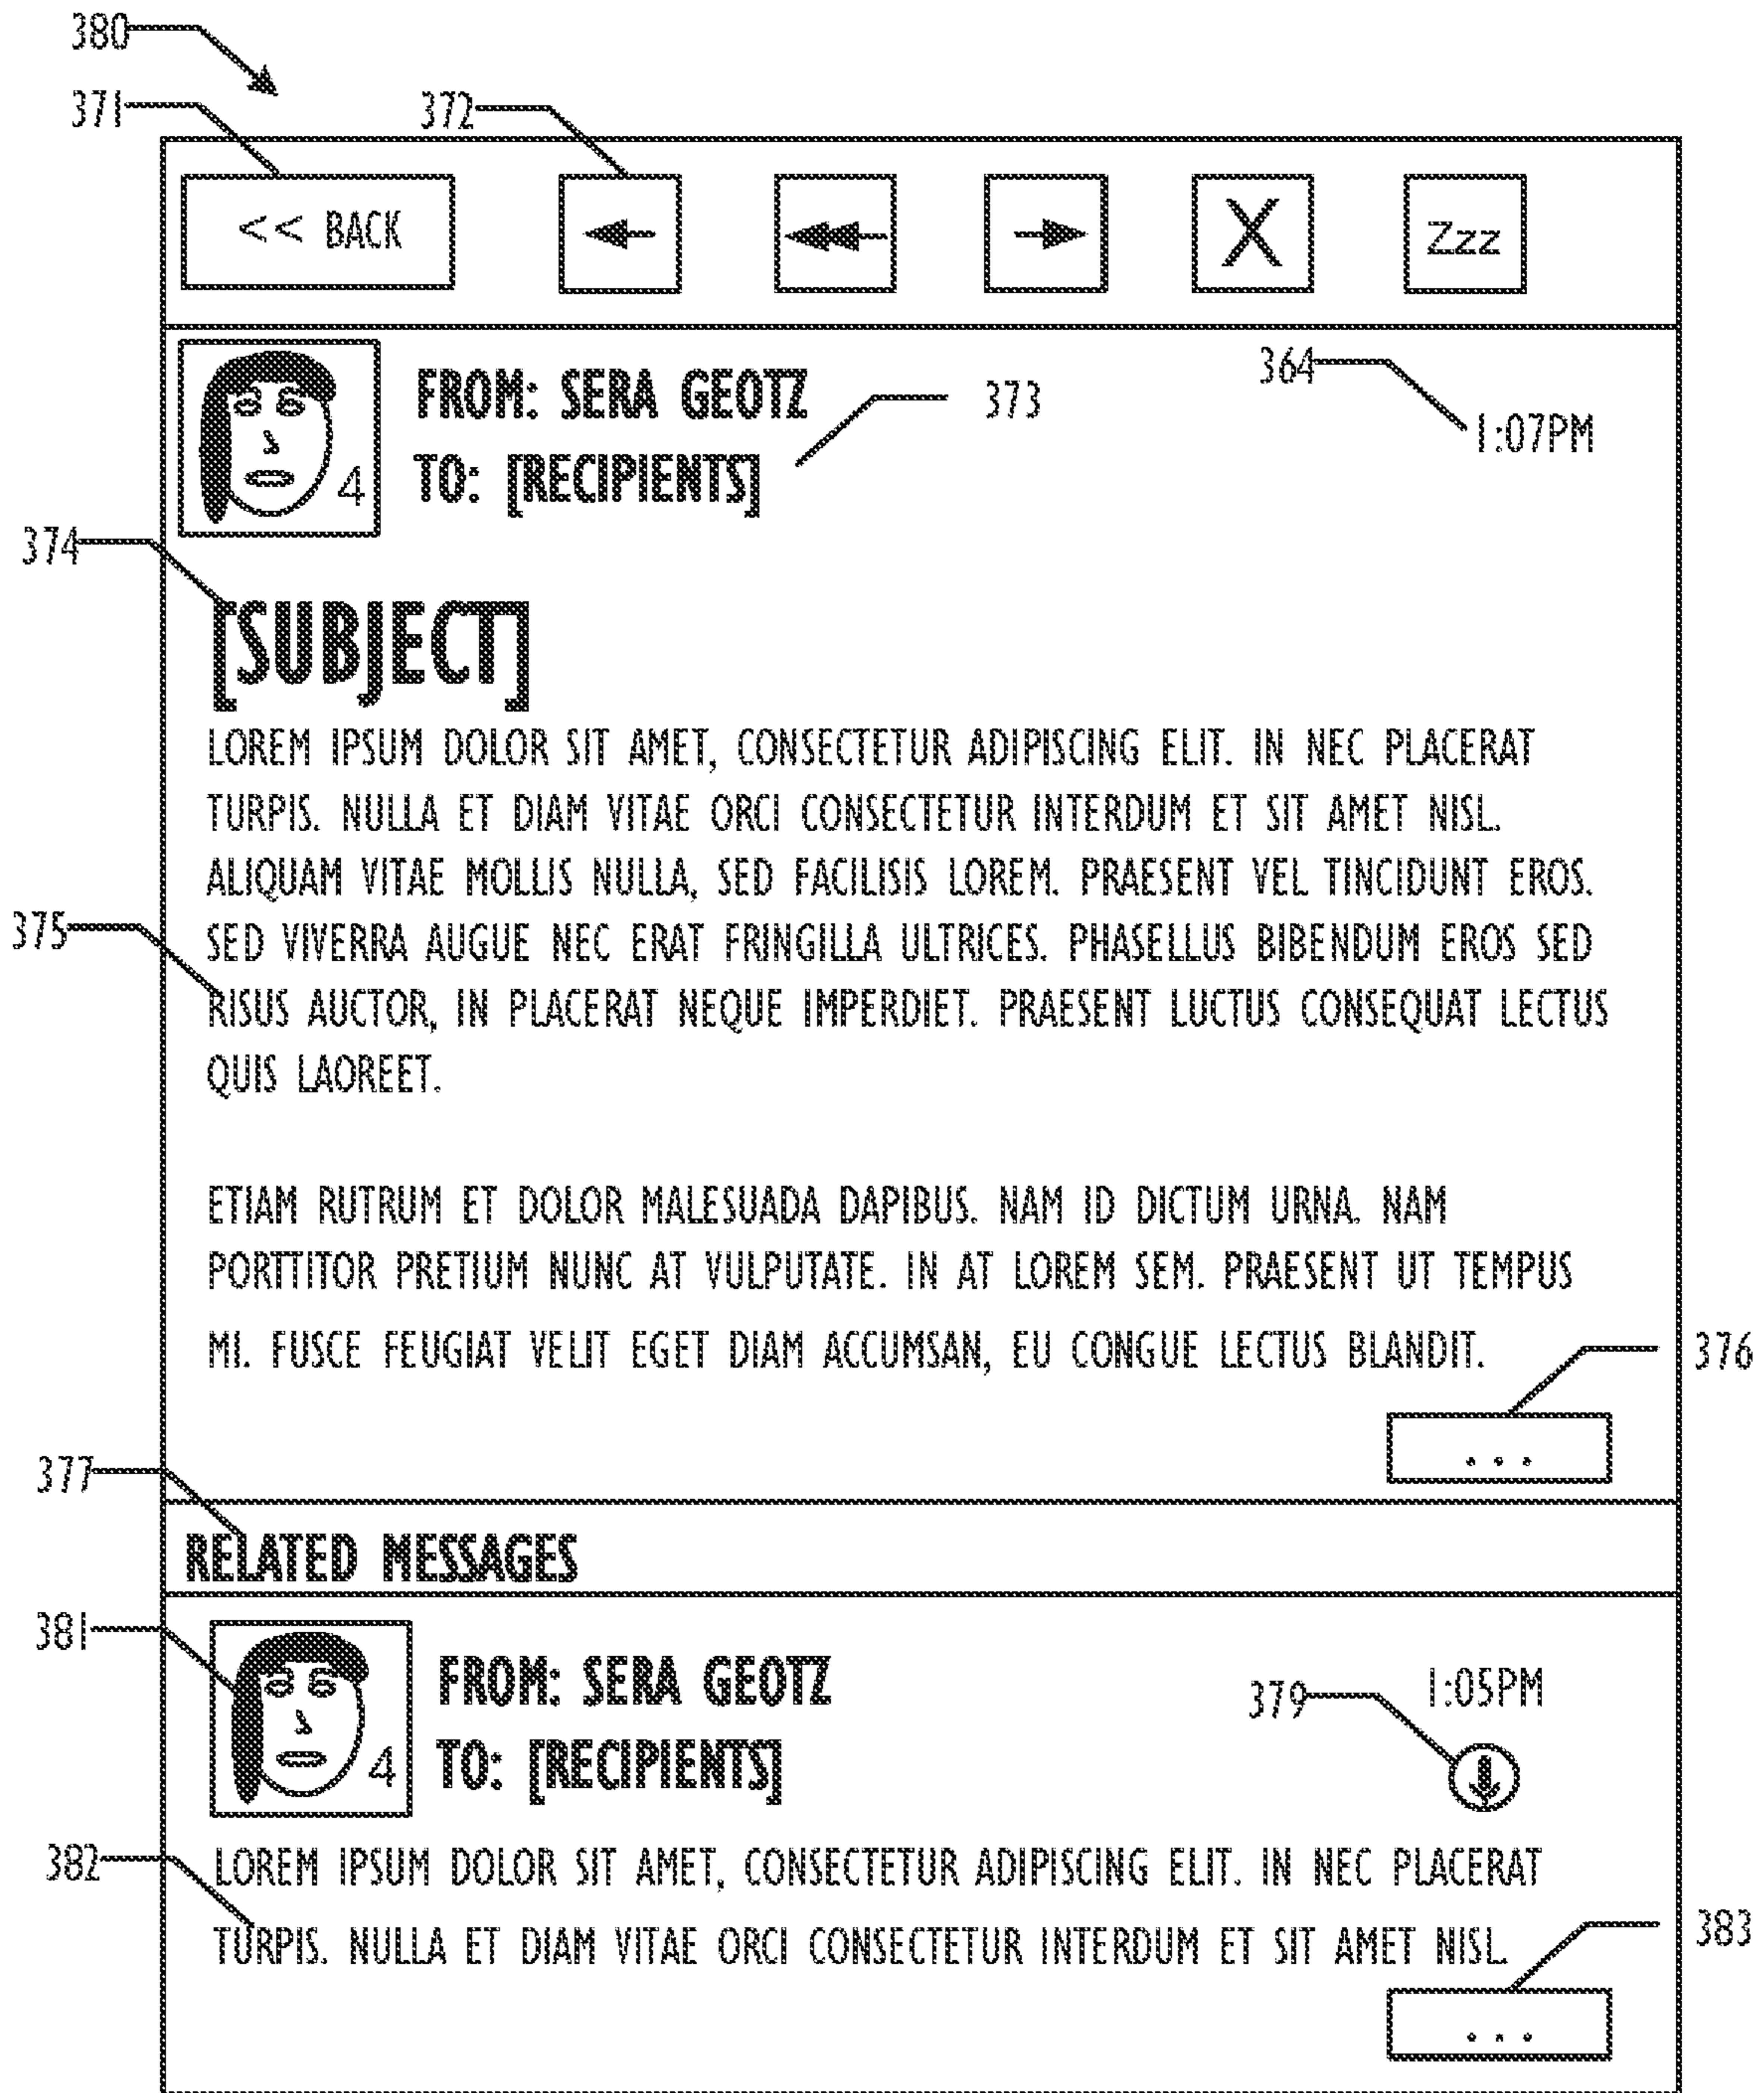 380
371
372
<< BACK
X
Zzz
FROM: SERA GEOTZ
373
364
1:07PM
TO: [RECIPIENTS]
4
374
[SUBJECT]
LOREM IPSUM DOLOR SIT AMET, CONSECTETUR ADIPISCING ELIT. IN NEC PLACERAT
TURPIS. NULLA ET DIAM VITAE ORCI CONSECTETUR INTERDUM ET SIT AMET NISL.
ALIQUAM VITAE MOLLIS NULLA, SED FACILISIS LOREM. PRAESENT VEL TINCIDUNT EROS.
375
SED VIVERRA AUGUE NEC ERAT FRINGILLA ULTRICES. PHASELLUS BIBENDUM EROS SED
RISUS AUCTOR, IN PLACERAT NEQUE IMPERDIET. PRAESENT LUCTUS CONSEQUAT LECTUS
QUIS LAOREET.
ETIAM RUTRUM ET DOLOR MALESUADA DAPIBUS. NAM ID DICTUM URNA. NAM
PORTTITOR PRETIUM NUNC AT VULPUTATE. IN AT LOREM SEM. PRAESENT UT TEMPUS
MI. FUSCE FEUGIAT VELIT EGET DIAM ACCUMSAN, EU CONGUE LECTUS BLANDIT.
376
...
377
RELATED MESSAGES
381
FROM: SERA GEOTZ
379
1:05PM
TO: [RECIPIENTS]
4
382
LOREM IPSUM DOLOR SIT AMET, CONSECTETUR ADIPISCING ELIT. IN NEC PLACERAT
TURPIS. NULLA ET DIAM VITAE ORCI CONSECTETUR INTERDUM ET SIT AMET NISL.
383
...